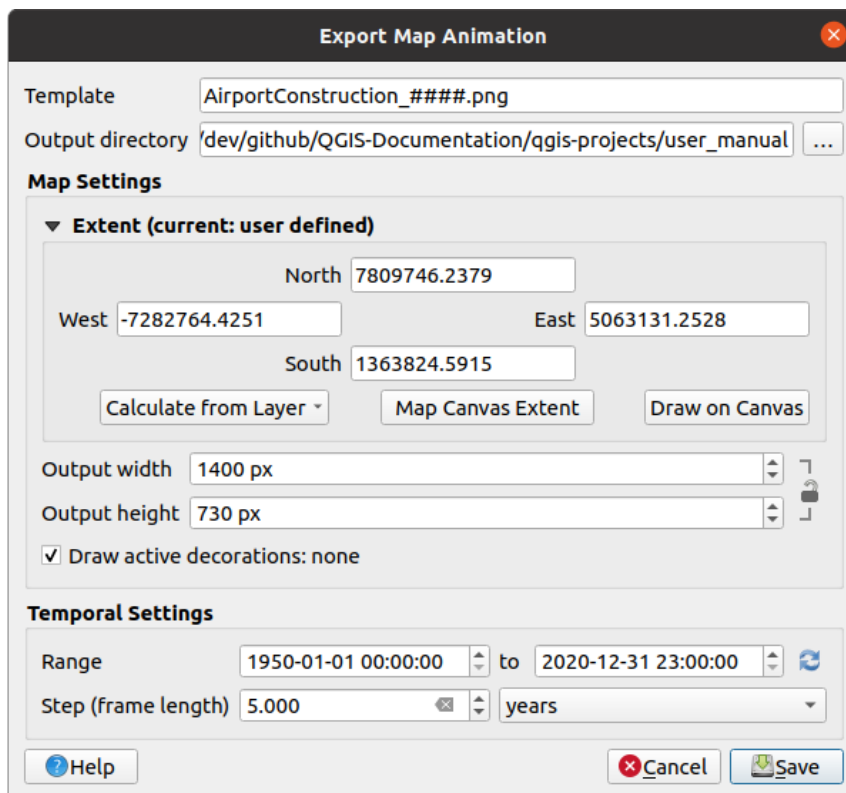 Export Map Animation
Template AirportConstruction_####.png
Output directory /dev/github/QGIS-Documentation/qgis-projects/user_manual ...
Map Settings
Extent (current: user defined)
North 7809746.2379
West -7282764.4251 East 5063131.2528
South 1363824.5915
Calculate from Layer Map Canvas Extent Draw on Canvas
Output width 1400 px
Output height 730 px
Draw active decorations: none
Temporal Settings
Range 1950-01-01 00:00:00 to 2020-12-31 23:00:00
Step (frame length) 5.000 years
Help Cancel Save